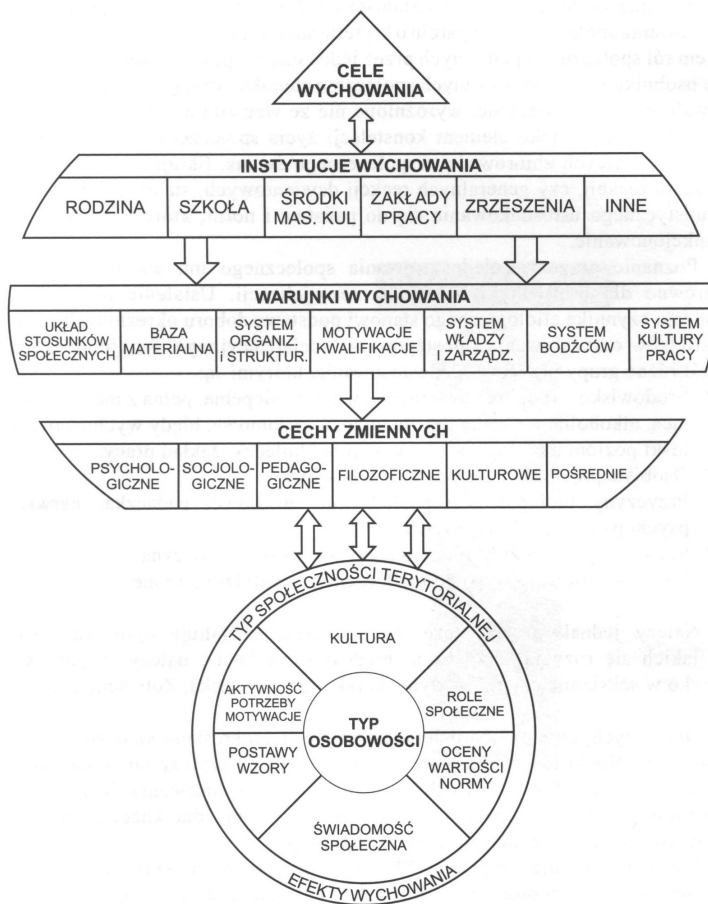 CELE
WYCHOWANIA
INSTYTUCJE WYCHOWANIA
RODZINA
SZKOŁA
ŚRODKI
MAS. KUL.
ZAKŁADY
PRACY
ZRZESZENIA
INNE
WARUNKI WYCHOWANIA
UKŁAD
STOSUNKÓW
SPOŁECZNYCH
BAZA
MATERIALNA
SYSTEM
ORGANIZ.
i STRUKTUR.
MOTYWACJE
KWALIFIKACJE
SYSTEM
WŁADZY
I ZARZĄDZ.
SYSTEM
BODŹCÓW
SYSTEM
KULTURY
PRACY
CECHY ZMIENNYCH
PSYCHOLO-
GICZNE
SOCJOLO-
GICZNE
PEDAGO-
GICZNE
FILOZOFICZNE
KULTUROWE
POŚREDNIE
TYP SPOŁECZNOŚCI TERYTORIALNEJ
KULTURA
AKTYWNOŚĆ
POTRZEBY
MOTYWACJE
ROLE
SPOŁECZNE
TYP
OSOBOWOŚCI
POSTAWY
WZORY
OCENY
WARTOŚCI
NORMY
ŚWIADOMOŚĆ
SPOŁECZNA
EFEKTY WYCHOWANIA